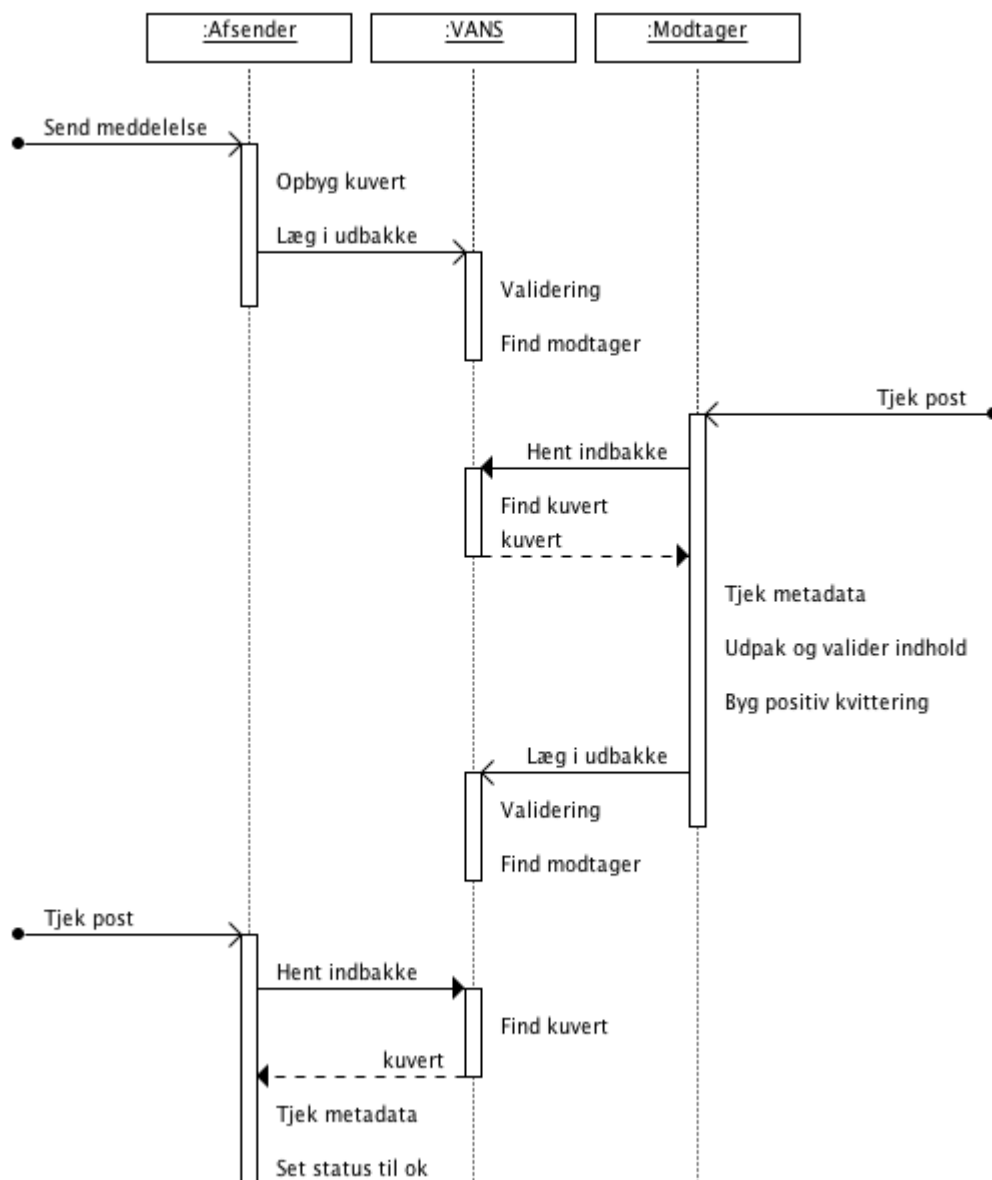 :Afsender
:VANS
:Modtager
Send meddelelse
Opbyg kuvert
Læg i udbakke
Validering
Find modtager
Tjek post
Hent indbakke
Find kuvert
kuvert
Tjek metadata
Udpak og valider indhold
Byg positiv kvittering
Læg i udbakke
Validering
Find modtager
Tjek post
Hent indbakke
Find kuvert
kuvert
Tjek metadata
Set status til ok